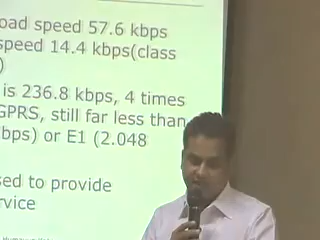 oad speed 57.6 kbps
speed 14.4 kbps(class
)
is 236.8 kbps, 4 times
GPRS, still far less than
bps) or E1 (2.048
sed to provide
rvice